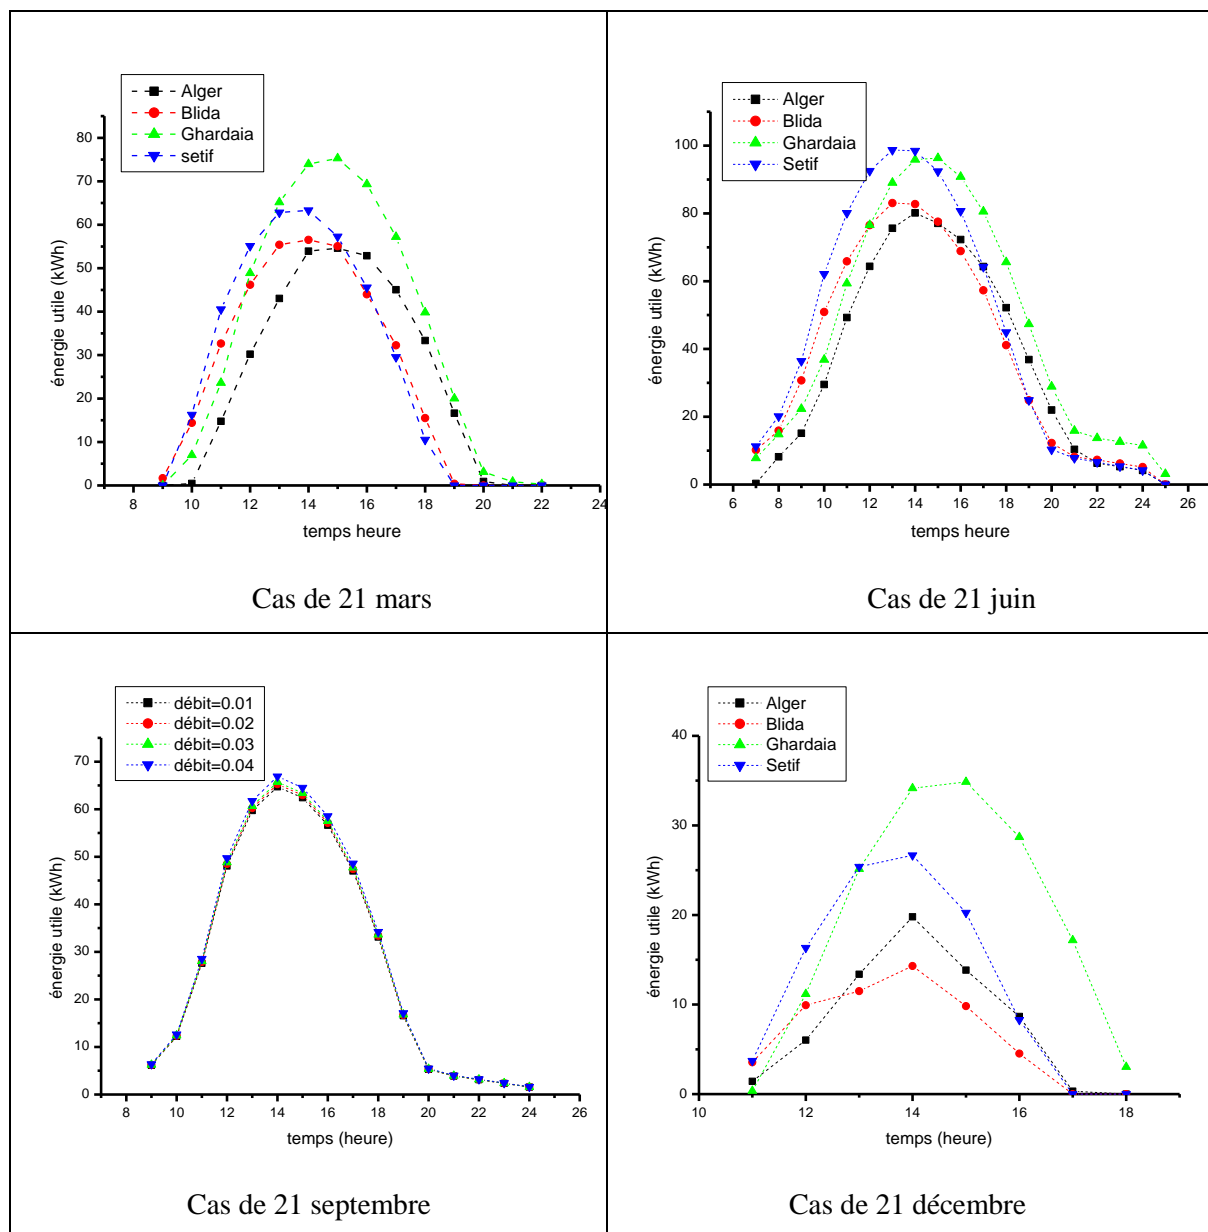 Alger
Blida
Ghardaia
setif
80
70
60
50
40
30
20
10
0
énergie utile (kWh)
8 10 12 14 16 18 20 22 24
temps heure
Cas de 21 mars
Alger
Blida
Ghardaia
Setif
100
80
60
40
20
0
énergie utile (kWh)
6 8 10 12 14 16 18 20 22 24 26
temps heure
Cas de 21 juin
débit=0.01
débit=0.02
débit=0.03
débit=0.04
70
60
50
40
30
20
10
0
énergie utile (kWh)
8 10 12 14 16 18 20 22 24 26
temps (heure)
Cas de 21 septembre
Alger
Blida
Ghardaia
Setif
40
30
20
10
0
énergie utile (kWh)
10 12 14 16 18
temps (heure)
Cas de 21 décembre